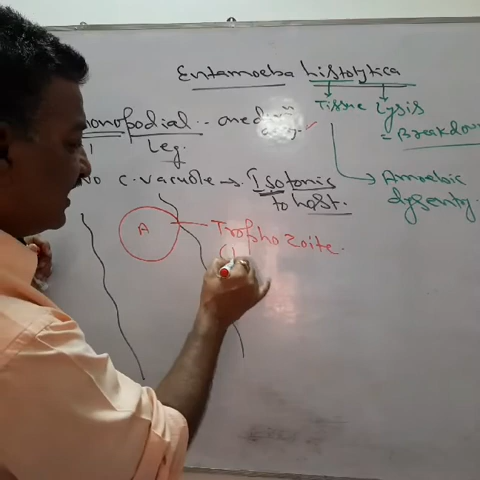 Entamoeba histolytica
Tissue Lysis
= Breakdown
monopodial .. one
Leg.
No c.vacuole → Isotonic
to host.
→ Amoebic
dysentry.
A
Trophozoite.
(